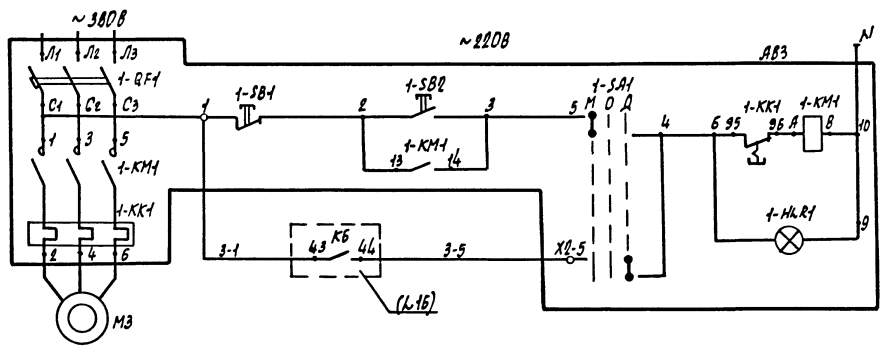 ~380В
~220В
N
АВ3
Л1 Л2 Л3
1-QF1
С1 С2 С3
1 3 5
1-КМ1
1-КК1
2 4 6
М3
1
1-SB1
2
1-SB2
3
13 1-КМ1 14
5
1-SA1
М О Д
4
6 95
1-КК1
96 А
1-КМ1
В 10
1-HLR1
9
3-1
43 К6 44
3-5
Х2-5
(L1Б)